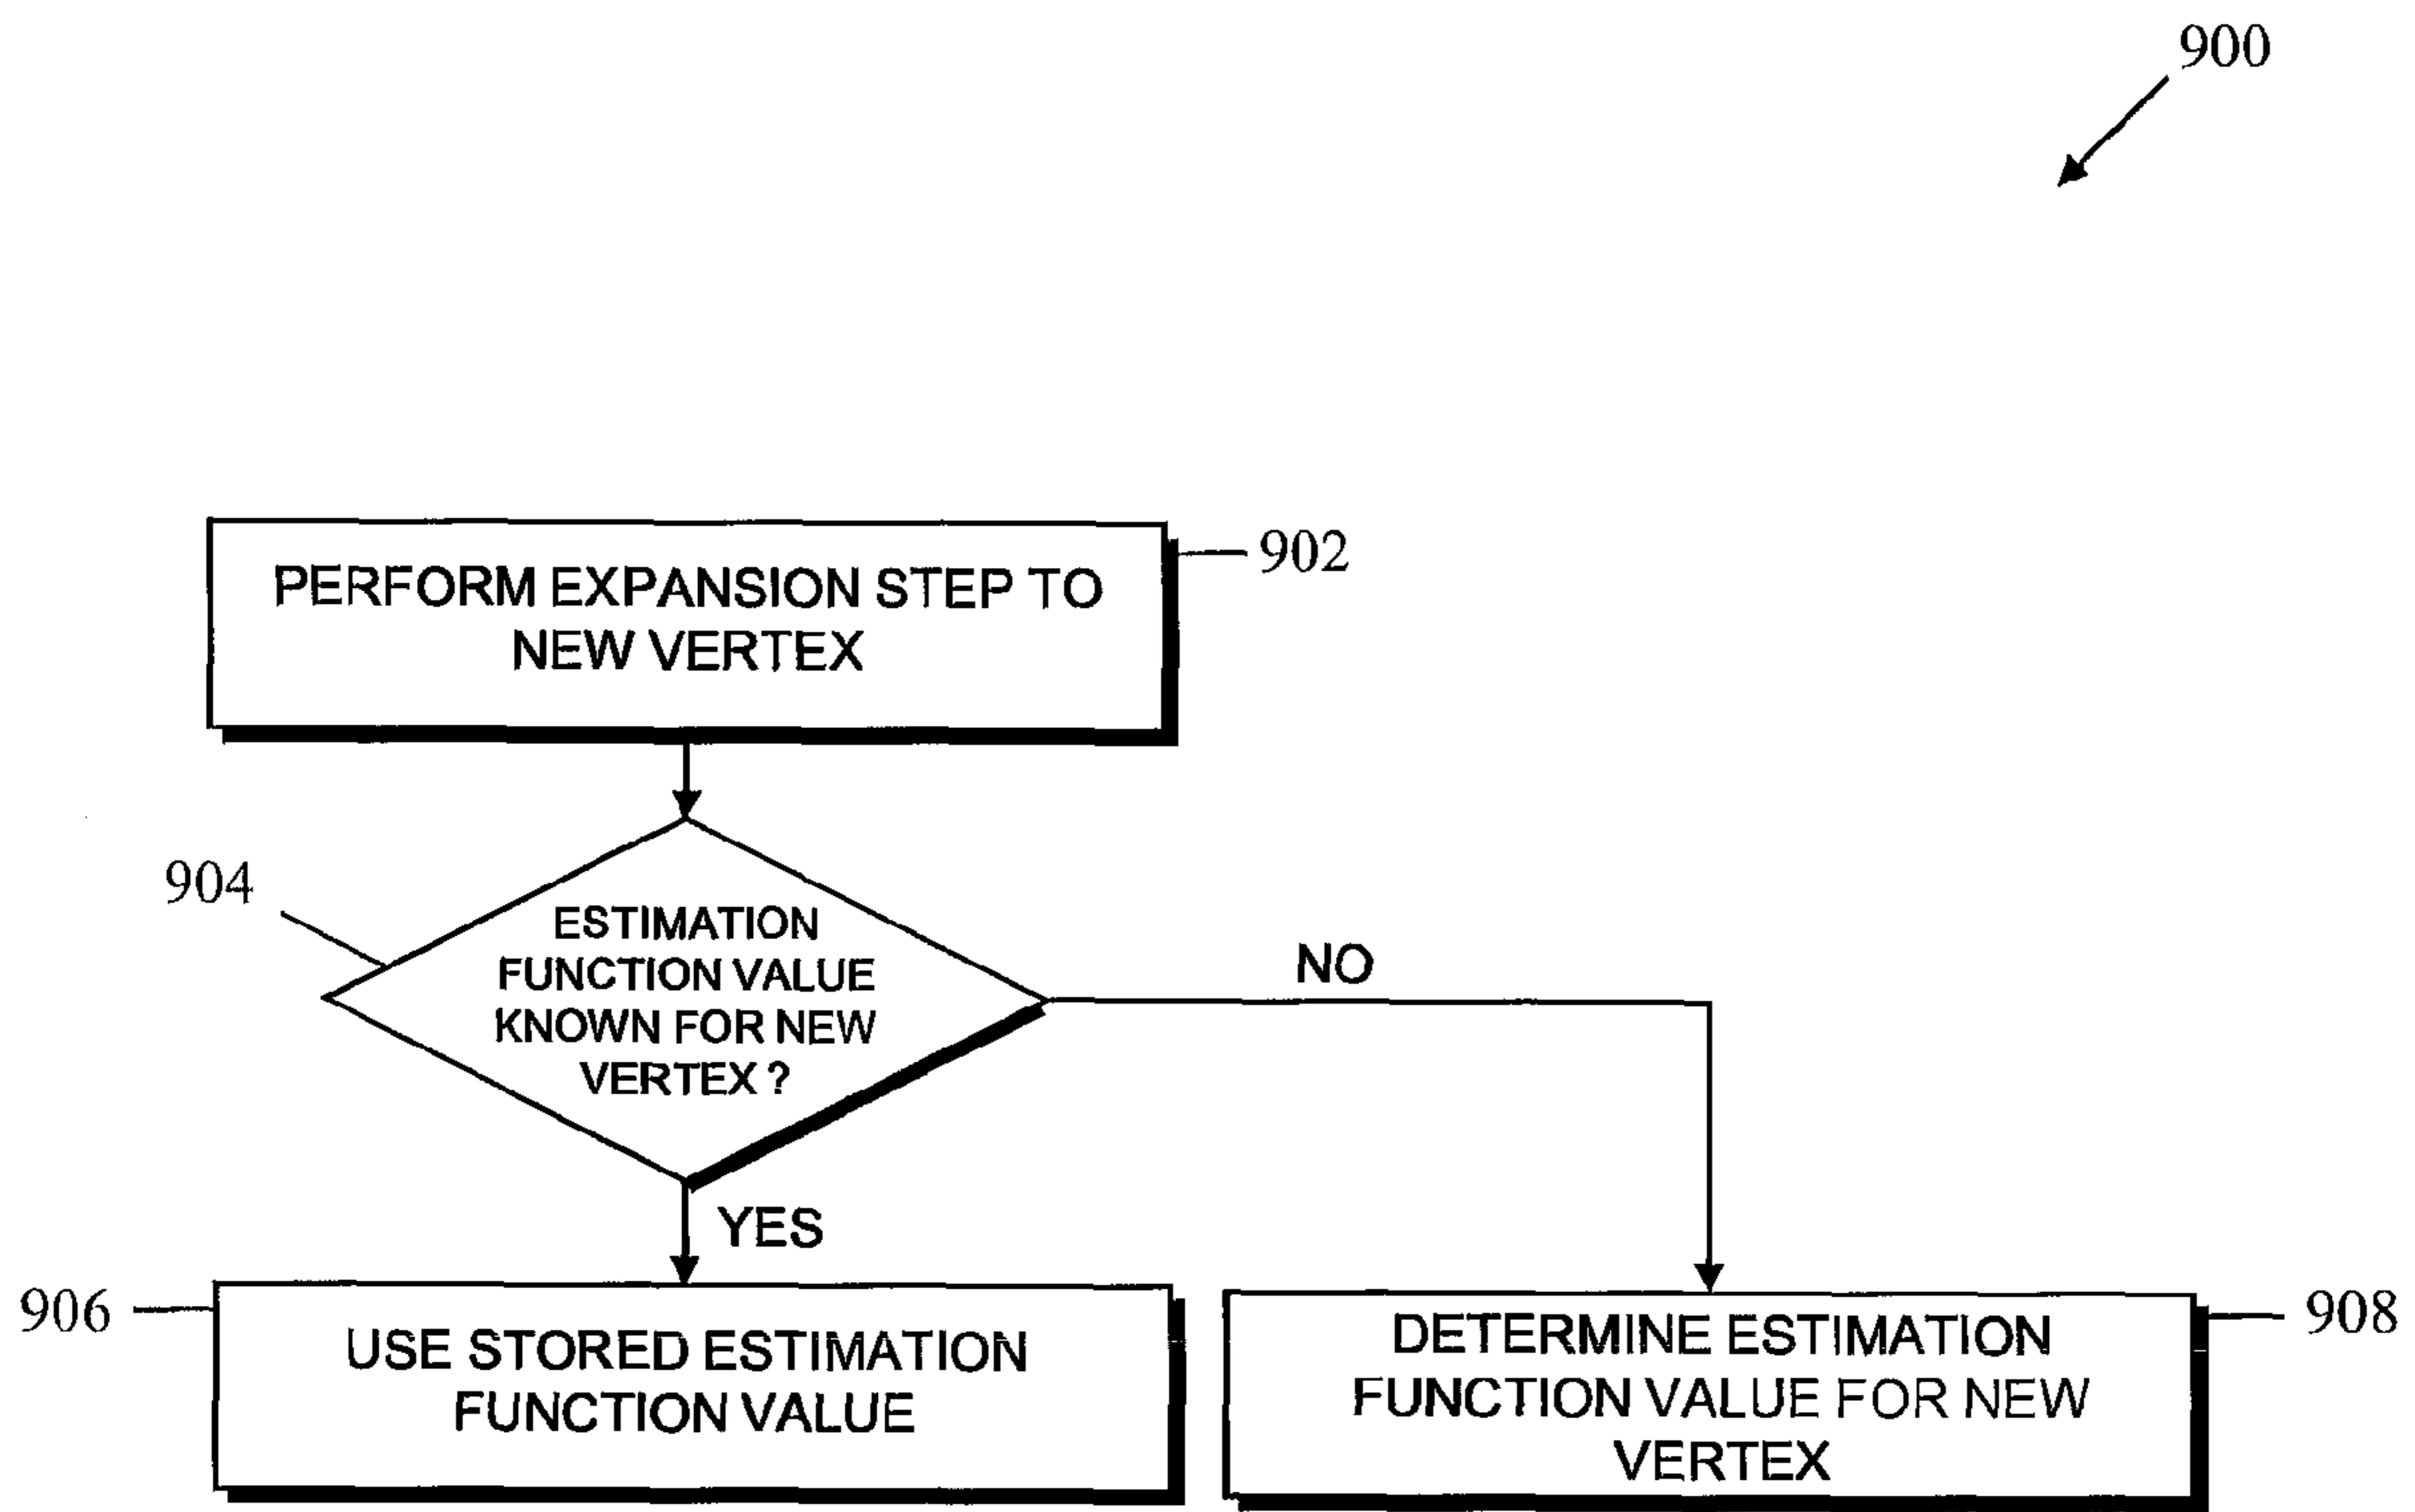 900
PERFORM EXPANSION STEP TO
NEW VERTEX
902
904
ESTIMATION
FUNCTION VALUE
KNOWN FOR NEW
VERTEX ?
NO
YES
906
USE STORED ESTIMATION
FUNCTION VALUE
DETERMINE ESTIMATION
FUNCTION VALUE FOR NEW
VERTEX
908